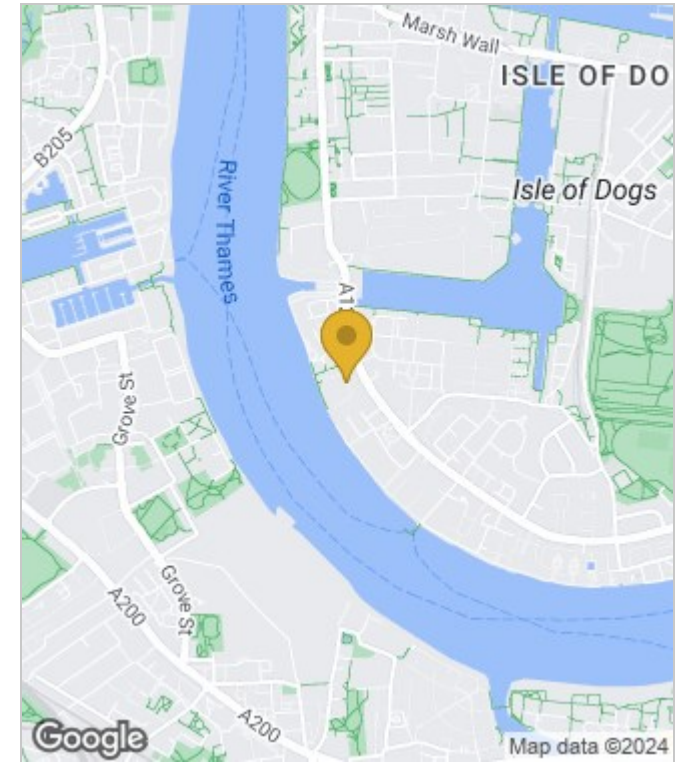 Marsh Wall
ISLE OF DO
B205
River Thames
Isle of Dogs
A1
Grove St
Grove St
A200
A200
Google
Map data ©2024